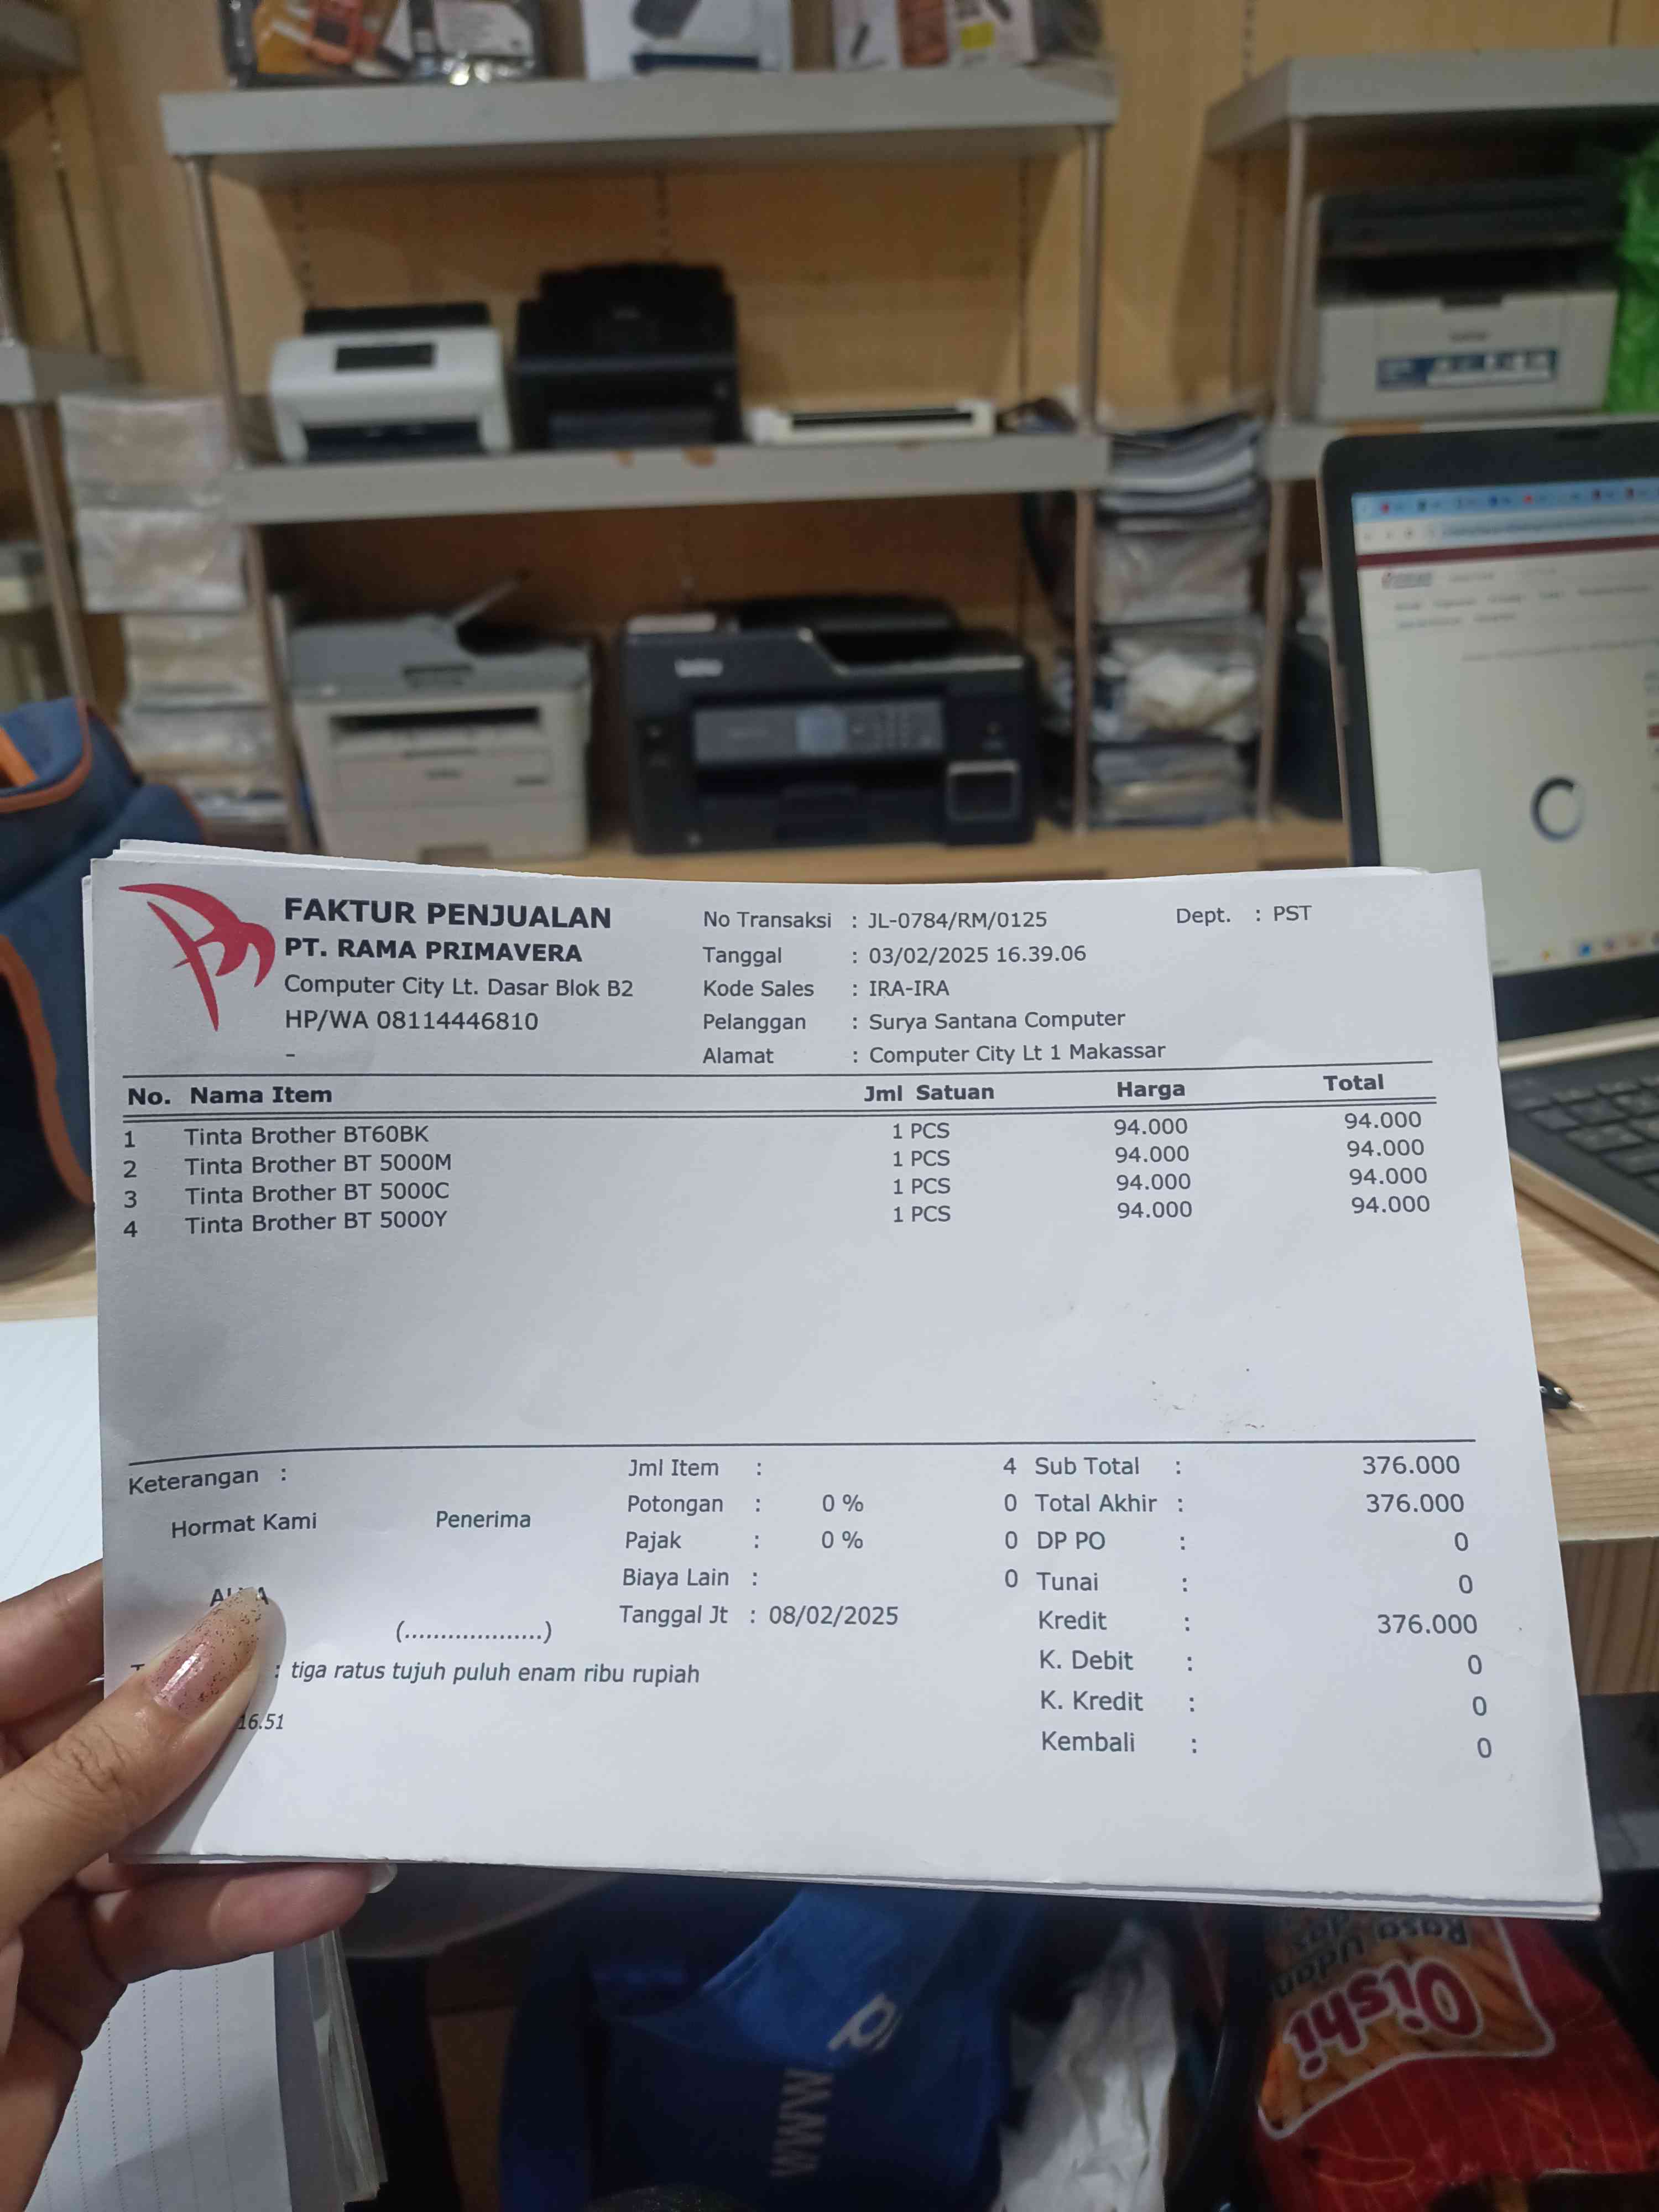 FAKTUR PENJUALAN
PT. RAMA PRIMAVERA
Computer City Lt. Dasar Blok B2
HP/WA 08114446810
-
No Transaksi : JL-0784/RM/0125
Dept. : PST
Tanggal : 03/02/2025 16.39.06
Kode Sales : IRA-IRA
Pelanggan : Surya Santana Computer
Alamat : Computer City Lt 1 Makassar
No. Nama Item Jml Satuan Harga Total
1 Tinta Brother BT60BK 1 PCS 94.000 94.000
2 Tinta Brother BT 5000M 1 PCS 94.000 94.000
3 Tinta Brother BT 5000C 1 PCS 94.000 94.000
4 Tinta Brother BT 5000Y 1 PCS 94.000 94.000
Keterangan :
Hormat Kami Penerima
(...................)
: tiga ratus tujuh puluh enam ribu rupiah
16.51
Jml Item : 4
Potongan : 0 % 0
Pajak : 0 % 0
Biaya Lain : 0
Tanggal Jt : 08/02/2025
Sub Total : 376.000
Total Akhir : 376.000
DP PO : 0
Tunai : 0
Kredit : 376.000
K. Debit : 0
K. Kredit : 0
Kembali : 0
brother
www
Oishi
Rasa Udang